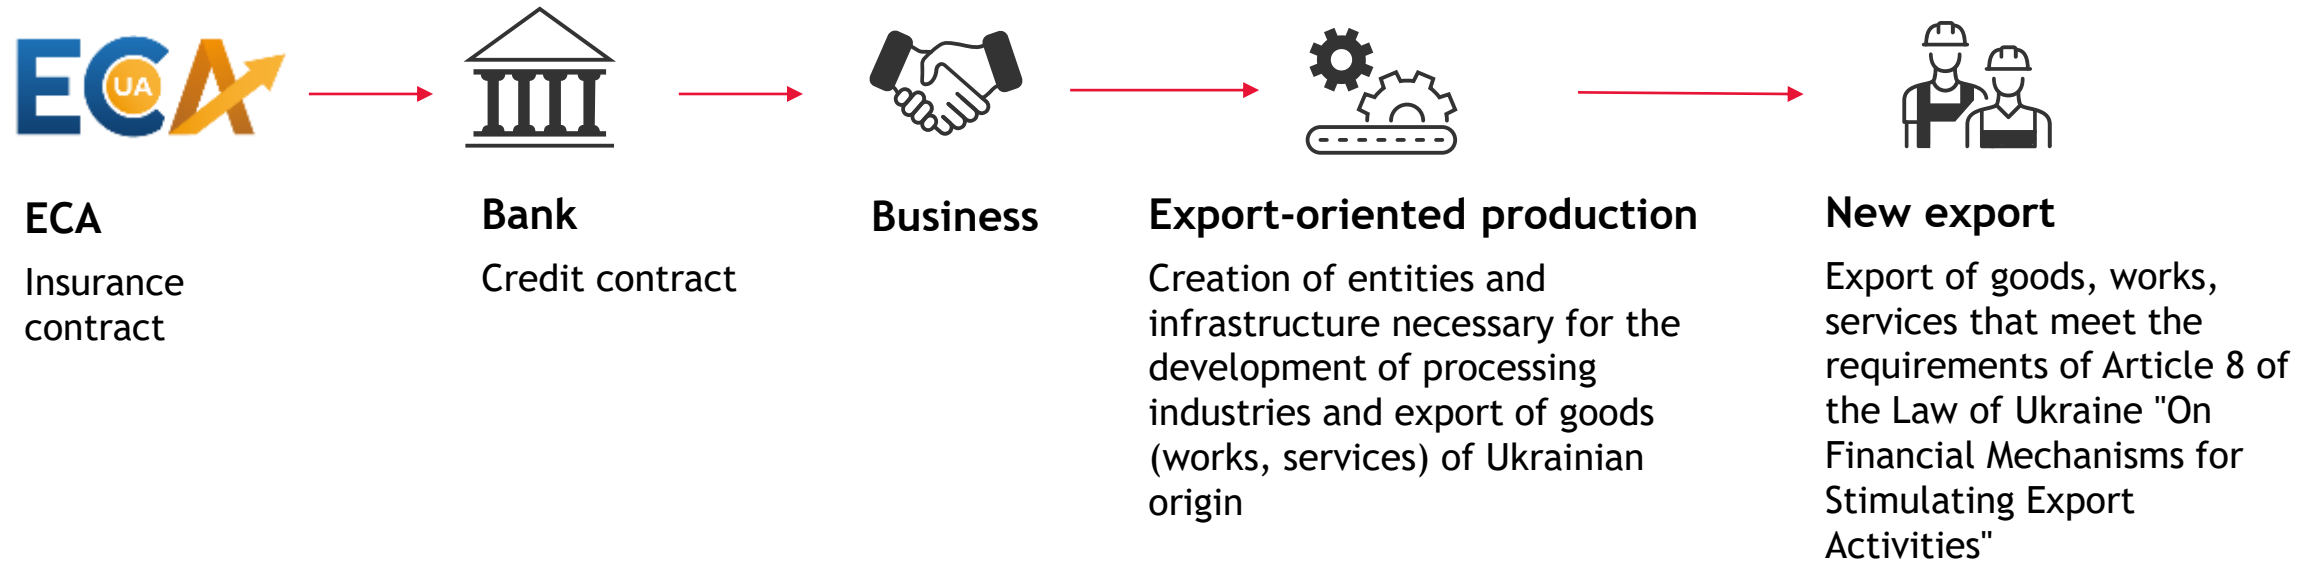 ECA
UA
ECA
Insurance
contract
Bank
Credit contract
Business
Export-oriented production
Creation of entities and
infrastructure necessary for the
development of processing
industries and export of goods
(works, services) of Ukrainian
origin
New export
Export of goods, works,
services that meet the
requirements of Article 8 of
the Law of Ukraine "On
Financial Mechanisms for
Stimulating Export
Activities"